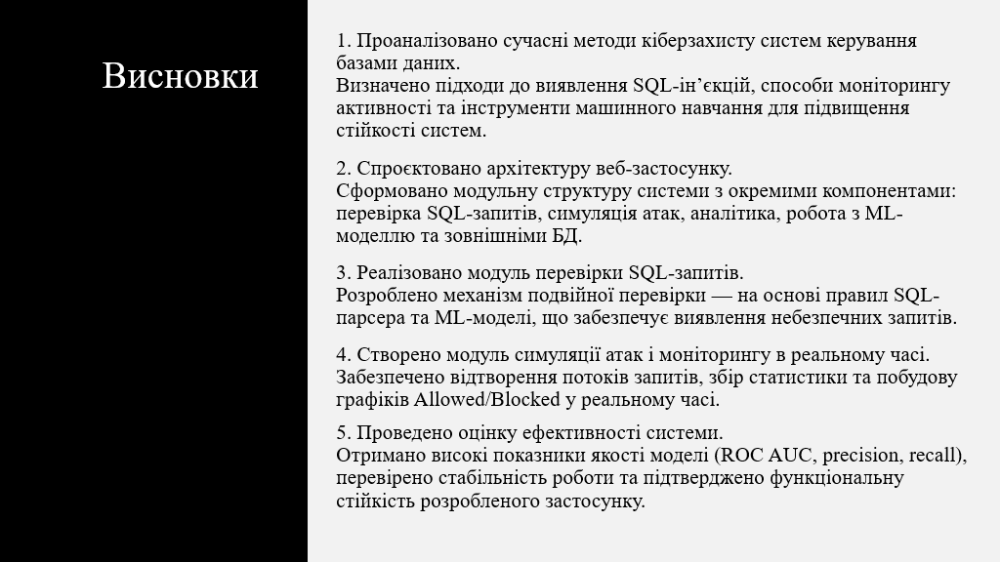 Висновки
1. Проаналізовано сучасні методи кіберзахисту систем керування
базами даних.
Визначено підходи до виявлення SQL-ін’єкцій, способи моніторингу
активності та інструменти машинного навчання для підвищення
стійкості систем.
2. Спроєктовано архітектуру веб-застосунку.
Сформовано модульну структуру системи з окремими компонентами:
перевірка SQL-запитів, симуляція атак, аналітика, робота з ML-
моделлю та зовнішніми БД.
3. Реалізовано модуль перевірки SQL-запитів.
Розроблено механізм подвійної перевірки — на основі правил SQL-
парсера та ML-моделі, що забезпечує виявлення небезпечних запитів.
4. Створено модуль симуляції атак і моніторингу в реальному часі.
Забезпечено відтворення потоків запитів, збір статистики та побудову
графіків Allowed/Blocked у реальному часі.
5. Проведено оцінку ефективності системи.
Отримано високі показники якості моделі (ROC AUC, precision, recall),
перевірено стабільність роботи та підтверджено функціональну
стійкість розробленого застосунку.